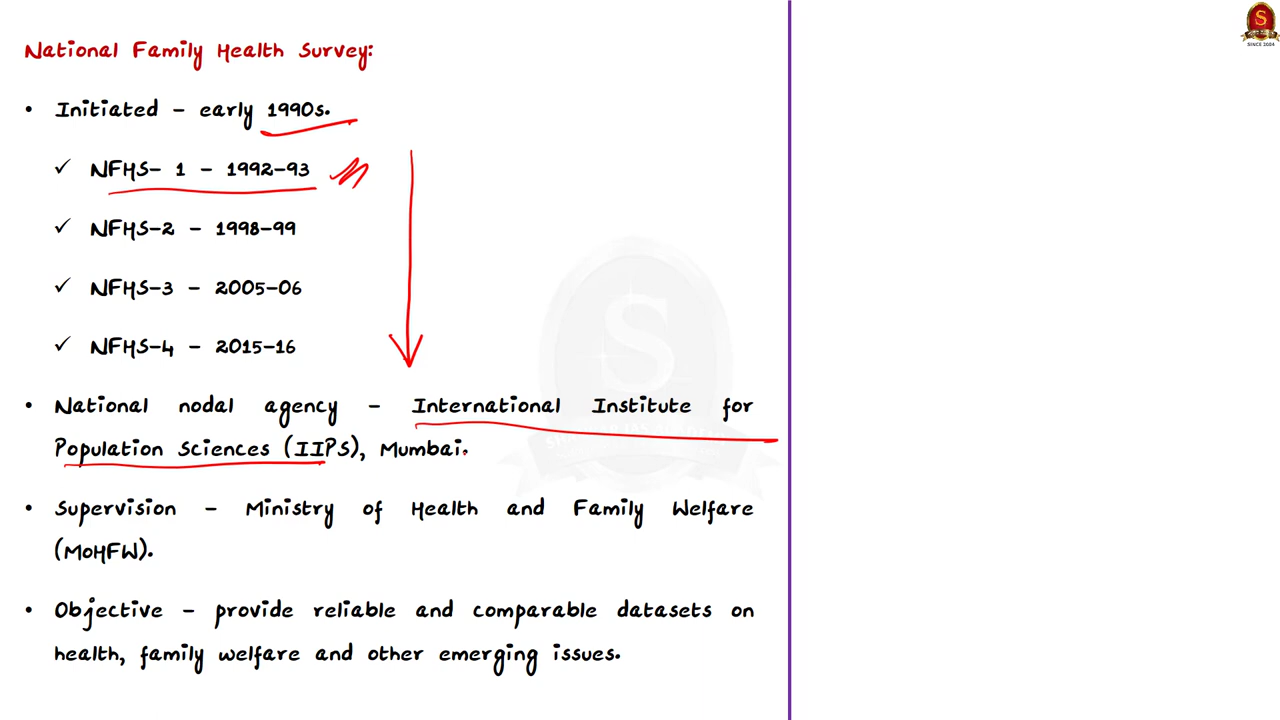 National Family Health Survey:
• Initiated – early 1990s.
✓ NFHS- 1 – 1992-93
✓ NFHS-2 – 1998-99
✓ NFHS-3 – 2005-06
✓ NFHS-4 – 2015-16
• National nodal agency – International Institute for
Population Sciences (IIPS), Mumbai.
• Supervision – Ministry of Health and Family Welfare
(MoHFW).
• Objective – provide reliable and comparable datasets on
health, family welfare and other emerging issues.
S
SINCE 2004